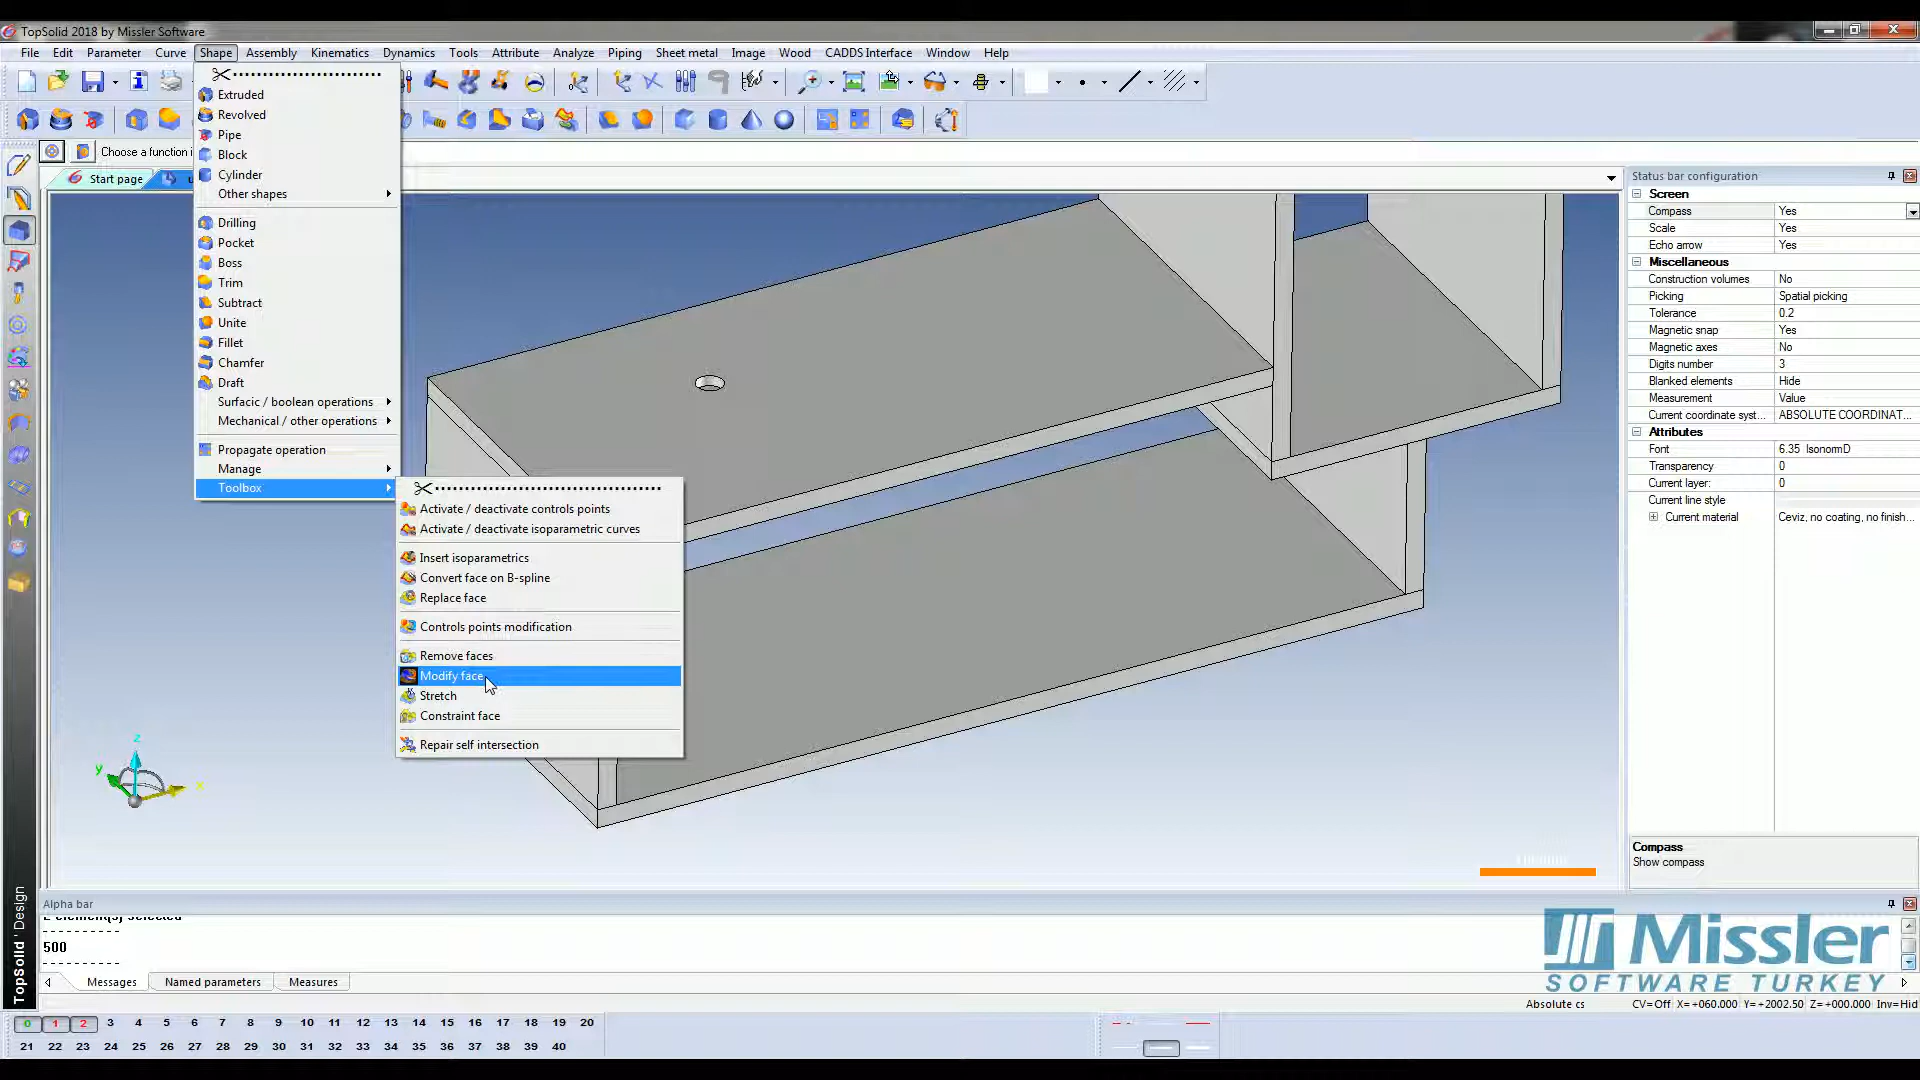 TopSolid 2018 by Missler Software
File Edit Parameter Curve Shape Assembly Kinematics Dynamics Tools Attribute Analyze Piping Sheet metal Image Wood CADDS Interface Window Help
Extruded
Revolved
Pipe
Block
Cylinder
Other shapes
Drilling
Pocket
Boss
Trim
Subtract
Unite
Fillet
Chamfer
Draft
Surfacic / boolean operations
Mechanical / other operations
Propagate operation
Manage
Toolbox
Activate / deactivate controls points
Activate / deactivate isoparametric curves
Insert isoparametrics
Convert face on B-spline
Replace face
Controls points modification
Remove faces
Modify face
Stretch
Constraint face
Repair self intersection
Choose a function i
Start page
z
y
x
Status bar configuration
Screen
Compass Yes
Scale Yes
Echo arrow Yes
Miscellaneous
Construction volumes No
Picking Spatial picking
Tolerance 0.2
Magnetic snap Yes
Magnetic axes No
Digits number 3
Blanked elements Hide
Measurement Value
Current coordinate syst... ABSOLUTE COORDINAT...
Attributes
Font 6.35 IsonormD
Transparency 0
Current layer: 0
Current line style
Current material Ceviz, no coating, no finish...
Compass
Show compass
Alpha bar
2 element(s) selected
----------
500
----------
Messages Named parameters Measures
TopSolid'Design
Missler
SOFTWARE TURKEY
Absolute cs CV=Off X=+060.000 Y=+2002.50 Z=+000.000 Inv=Hid
0 1 2 3 4 5 6 7 8 9 10 11 12 13 14 15 16 17 18 19 20
21 22 23 24 25 26 27 28 29 30 31 32 33 34 35 36 37 38 39 40